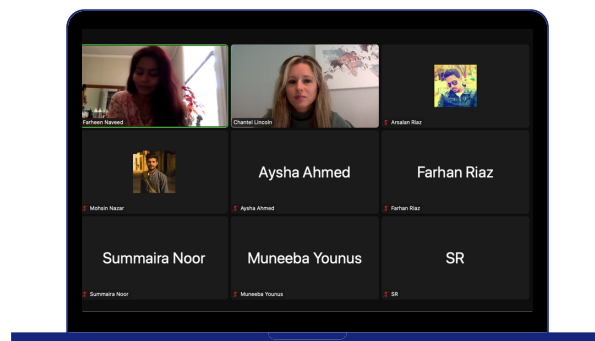 Farheen Naveed
Chantel Lincoln
Arsalan Riaz
Mohsin Nazar
Aysha Ahmed
Aysha Ahmed
Farhan Riaz
Farhan Riaz
Summaira Noor
Summaira Noor
Muneeba Younus
Muneeba Younus
SR
SR